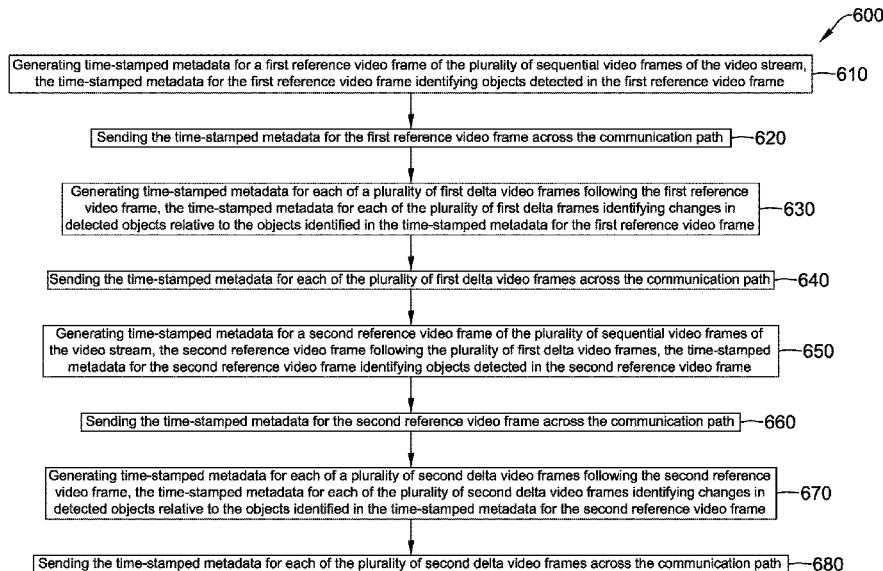 600
Generating time-stamped metadata for a first reference video frame of the plurality of sequential video frames of the video stream,
the time-stamped metadata for the first reference video frame identifying objects detected in the first reference video frame
610
Sending the time-stamped metadata for the first reference video frame across the communication path
620
Generating time-stamped metadata for each of a plurality of first delta video frames following the first reference
video frame, the time-stamped metadata for each of the plurality of first delta frames identifying changes in
detected objects relative to the objects identified in the time-stamped metadata for the first reference video frame
630
Sending the time-stamped metadata for each of the plurality of first delta video frames across the communication path
640
Generating time-stamped metadata for a second reference video frame of the plurality of sequential video frames of
the video stream, the second reference video frame following the plurality of first delta video frames, the time-stamped
metadata for the second reference video frame identifying objects detected in the second reference video frame
650
Sending the time-stamped metadata for the second reference video frame across the communication path
660
Generating time-stamped metadata for each of a plurality of second delta video frames following the second reference
video frame, the time-stamped metadata for each of the plurality of second delta video frames identifying changes in
detected objects relative to the objects identified in the time-stamped metadata for the second reference video frame
670
Sending the time-stamped metadata for each of the plurality of second delta video frames across the communication path
680